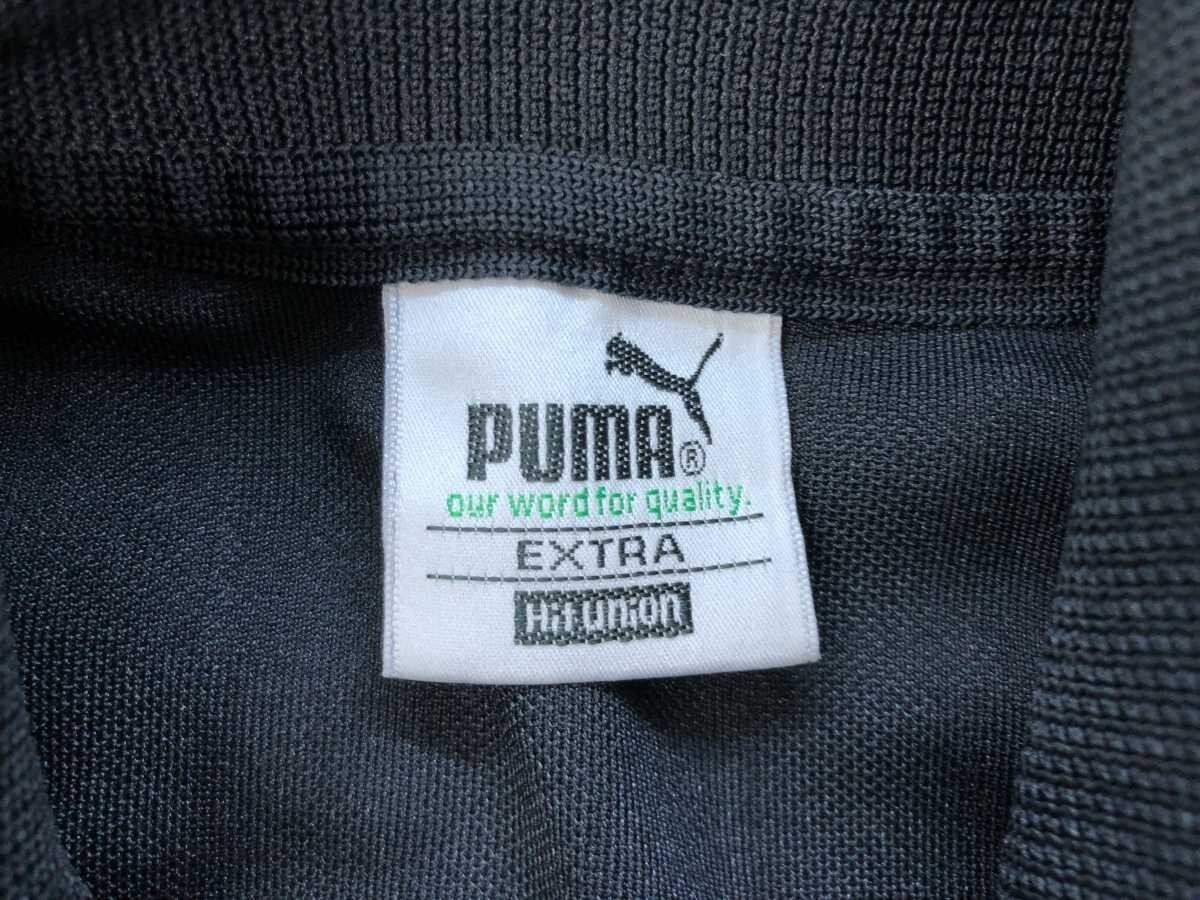 PUMA®
our word for quality.
EXTRA
Hit union